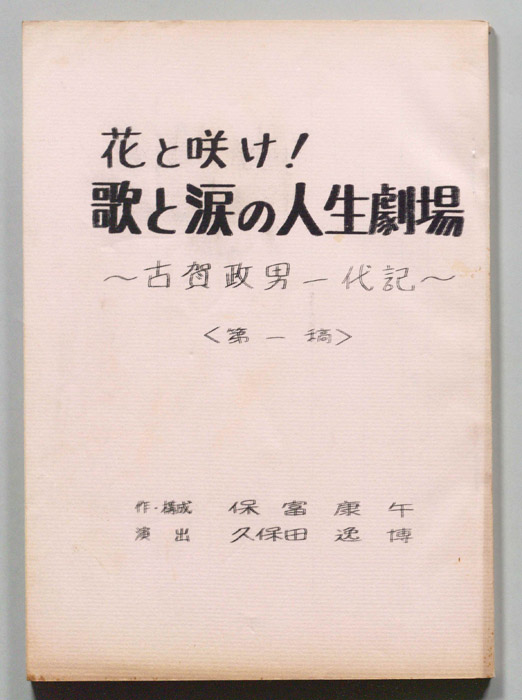 花と咲け!
歌と涙の人生劇場
～古賀政男一代記～
<第一稿>
作・構成 保富康午
演出 久保田逸博